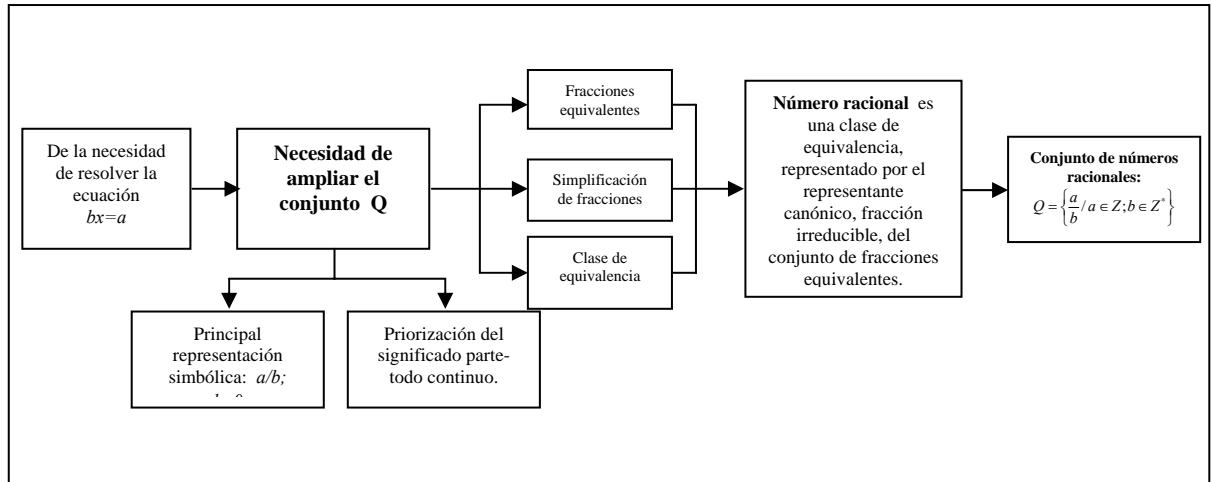 De la necesidad
de resolver la
ecuación
bx=a
Necesidad de
ampliar el
conjunto Q
Fracciones
equivalentes
Simplificación
de fracciones
Clase de
equivalencia
Número racional es
una clase de
equivalencia,
representado por el
representante
canónico, fracción
irreducible, del
conjunto de fracciones
equivalentes.
Conjunto de números
racionales:
Q = {a/b / a ∈ Z; b ∈ Z*}
Principal
representación
simbólica: a/b;
Priorización del
significado parte-
todo continuo.